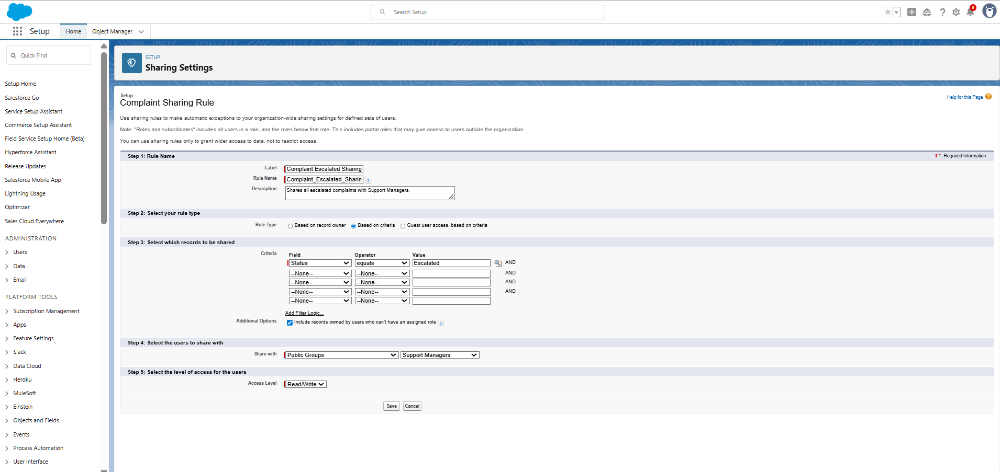 Search Setup
3
Setup
Home
Object Manager
Quick Find
Setup Home
Salesforce Go
Service Setup Assistant
Commerce Setup Assistant
Field Service Setup Home (Beta)
Hyperforce Assistant
Release Updates
Salesforce Mobile App
Lightning Usage
Optimizer
Sales Cloud Everywhere
ADMINISTRATION
Users
Data
Email
PLATFORM TOOLS
Subscription Management
Apps
Feature Settings
Slack
Data Cloud
Heroku
MuleSoft
Einstein
Objects and Fields
Events
Process Automation
User Interface
SETUP
Sharing Settings
Setup
Complaint Sharing Rule
Help for this Page ?
Use sharing rules to make automatic exceptions to your organization-wide sharing settings for defined sets of users.
Note: "Roles and subordinates" includes all users in a role, and the roles below that role. This includes portal roles that may give access to users outside the organization.
You can use sharing rules only to grant wider access to data, not to restrict access.
Step 1: Rule Name
*= Required Information
Label Complaint Escalated Sharing
Rule Name Complaint_Escalated_Sharin i
Description Shares all escalated complaints with Support Managers.
Step 2: Select your rule type
Rule Type Based on record owner Based on criteria Guest user access, based on criteria
Step 3: Select which records to be shared
Criteria Field Operator Value
Status equals Escalated AND
--None-- --None-- AND
--None-- --None-- AND
--None-- --None-- AND
--None-- --None--
Add Filter Logic...
Additional Options Include records owned by users who can't have an assigned role i
Step 4: Select the users to share with
Share with Public Groups Support Managers
Step 5: Select the level of access for the users
Access Level Read/Write
Save Cancel